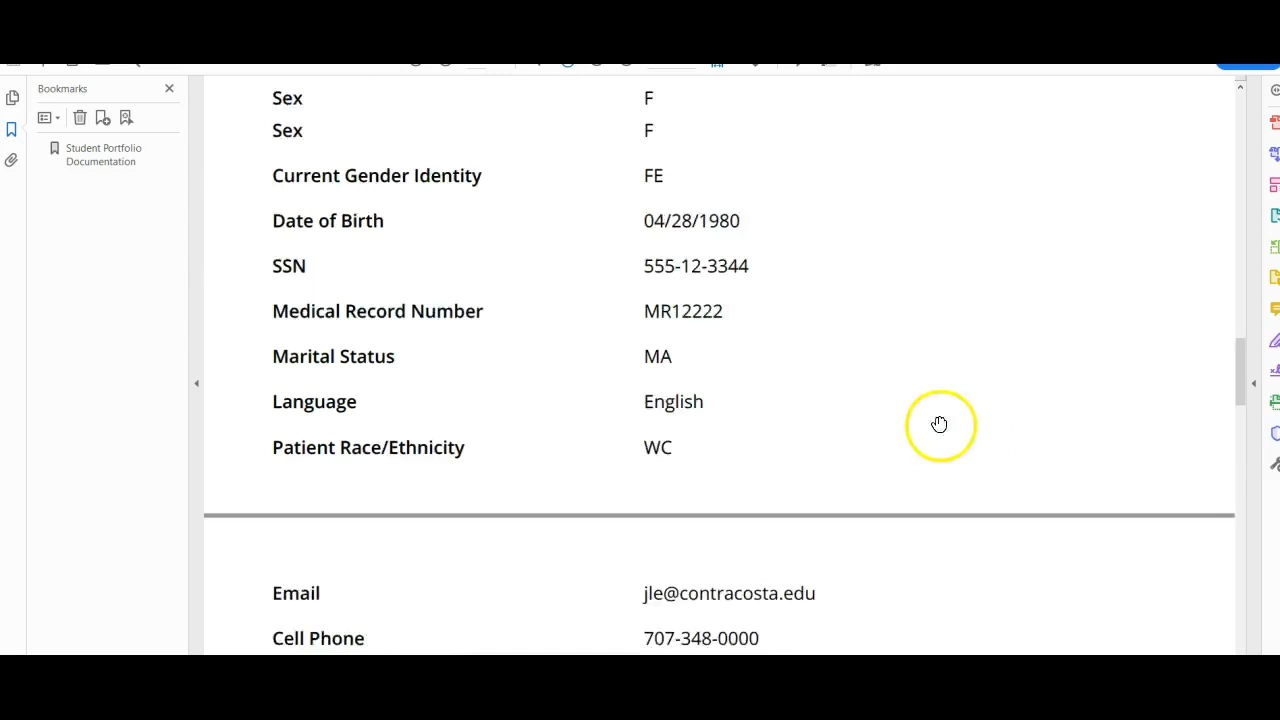 Bookmarks
Student Portfolio
Documentation
Sex F
Sex F
Current Gender Identity FE
Date of Birth 04/28/1980
SSN 555-12-3344
Medical Record Number MR12222
Marital Status MA
Language English
Patient Race/Ethnicity WC
Email jle@contracosta.edu
Cell Phone 707-348-0000